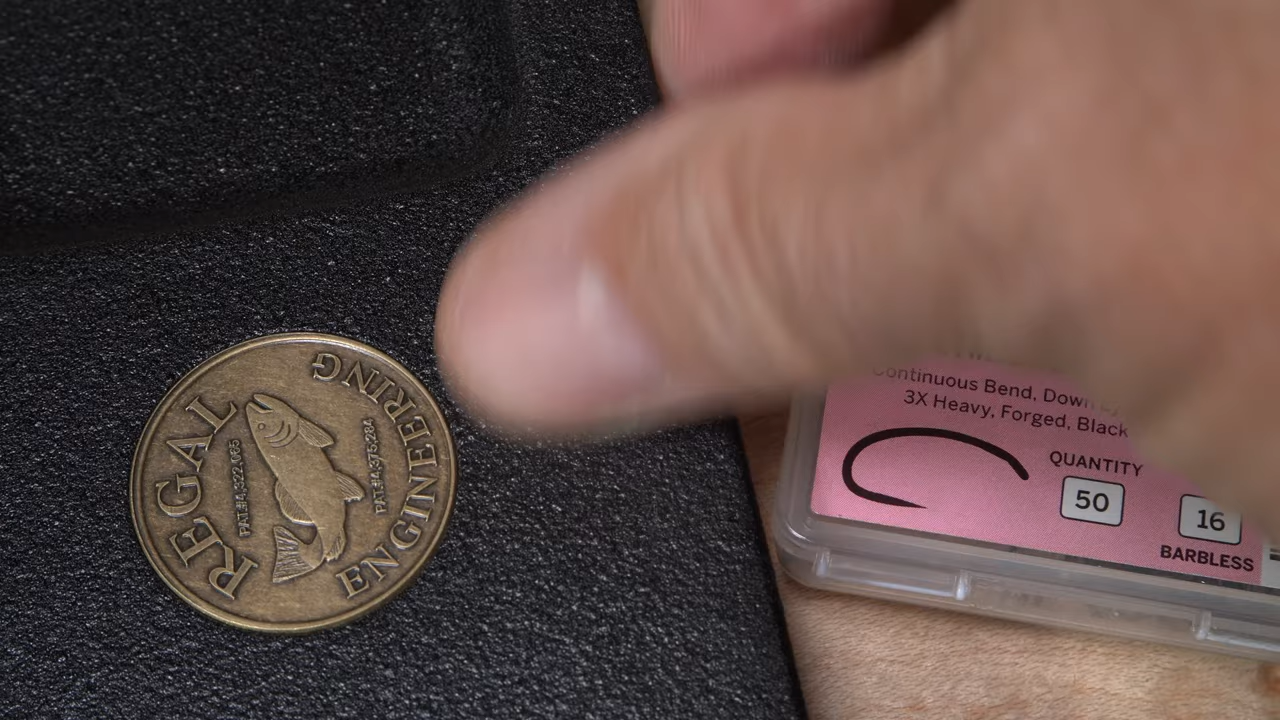 REGAL
ENGINEERING
PAT.#4,322,065
PAT.#4,375,284
Continuous Bend, Down
3X Heavy, Forged, Black
QUANTITY
50
16
BARBLESS